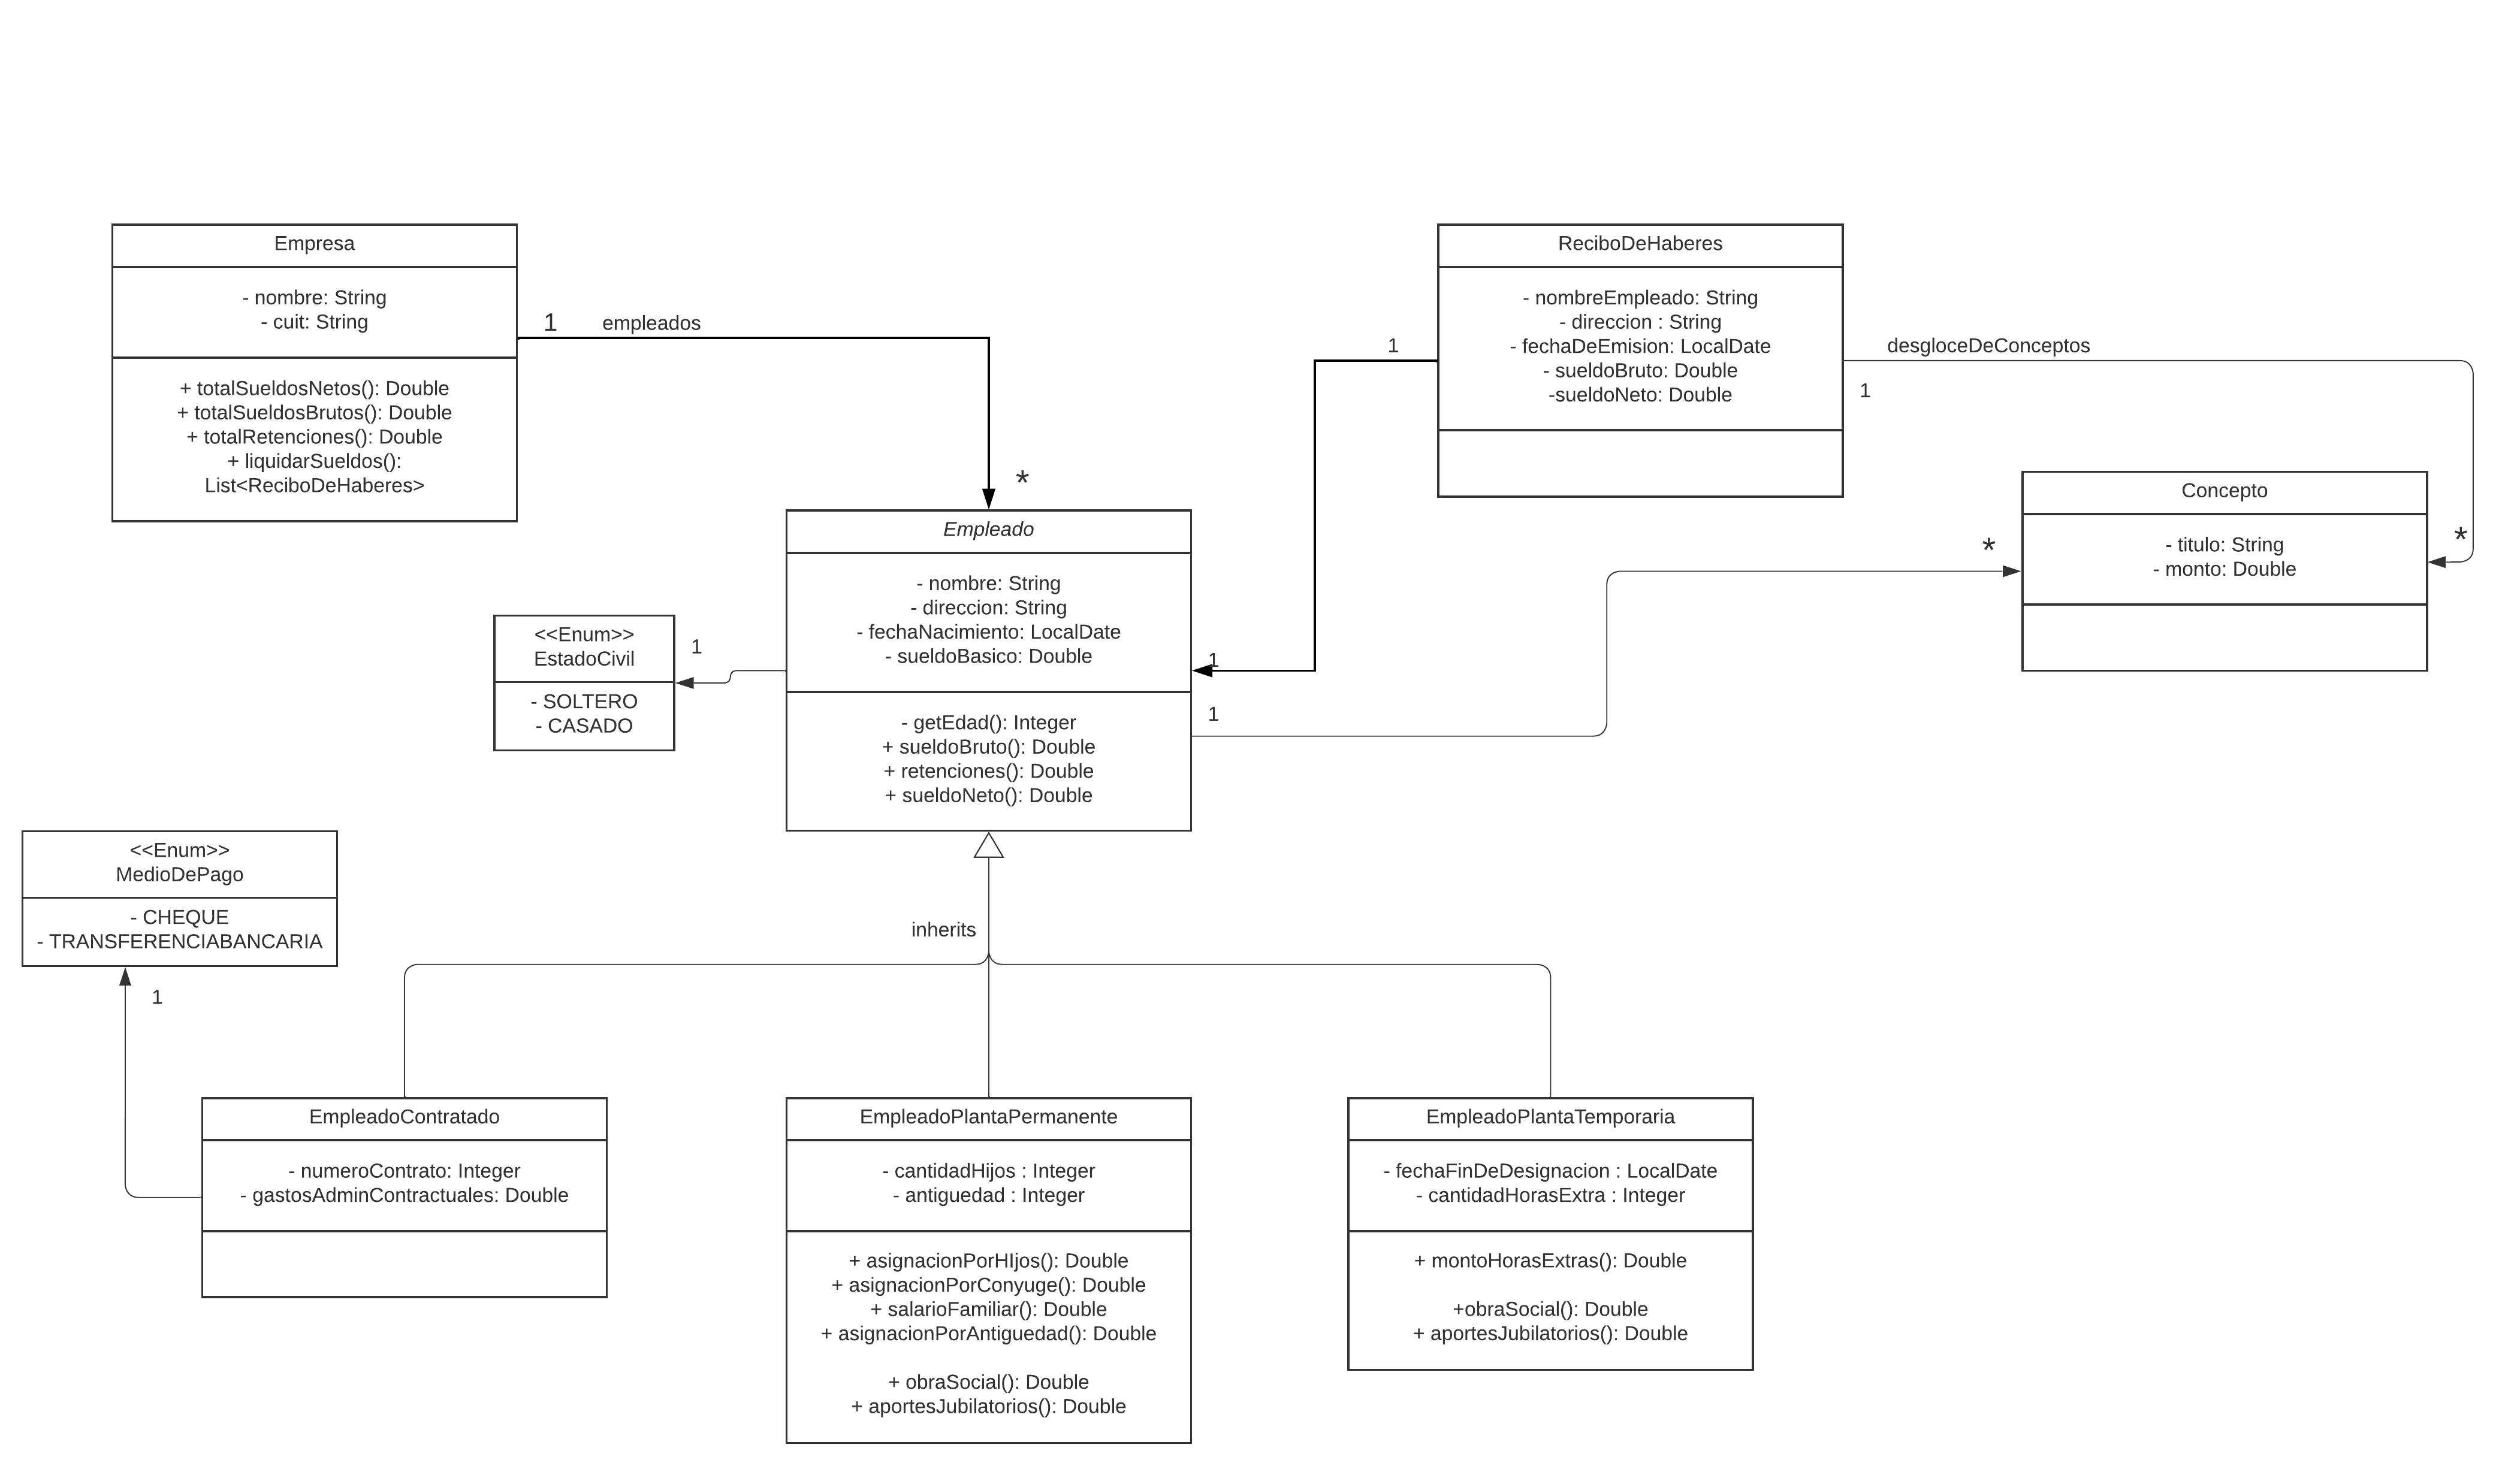 Empresa
- nombre: String
- cuit: String
+ totalSueldosNetos(): Double
+ totalSueldosBrutos(): Double
+ totalRetenciones(): Double
+ liquidarSueldos():
List<ReciboDeHaberes>
1
empleados
*
ReciboDeHaberes
- nombreEmpleado: String
- direccion : String
- fechaDeEmision: LocalDate
- sueldoBruto: Double
-sueldoNeto: Double
1
1
desgloceDeConceptos
1
*
Concepto
- titulo: String
- monto: Double
*
Empleado
- nombre: String
- direccion: String
- fechaNacimiento: LocalDate
- sueldoBasico: Double
- getEdad(): Integer
+ sueldoBruto(): Double
+ retenciones(): Double
+ sueldoNeto(): Double
1
<<Enum>>
EstadoCivil
- SOLTERO
- CASADO
1
<<Enum>>
MedioDePago
- CHEQUE
- TRANSFERENCIABANCARIA
1
inherits
EmpleadoContratado
- numeroContrato: Integer
- gastosAdminContractuales: Double
EmpleadoPlantaPermanente
- cantidadHijos : Integer
- antiguedad : Integer
+ asignacionPorHIjos(): Double
+ asignacionPorConyuge(): Double
+ salarioFamiliar(): Double
+ asignacionPorAntiguedad(): Double
+ obraSocial(): Double
+ aportesJubilatorios(): Double
EmpleadoPlantaTemporaria
- fechaFinDeDesignacion : LocalDate
- cantidadHorasExtra : Integer
+ montoHorasExtras(): Double
+obraSocial(): Double
+ aportesJubilatorios(): Double